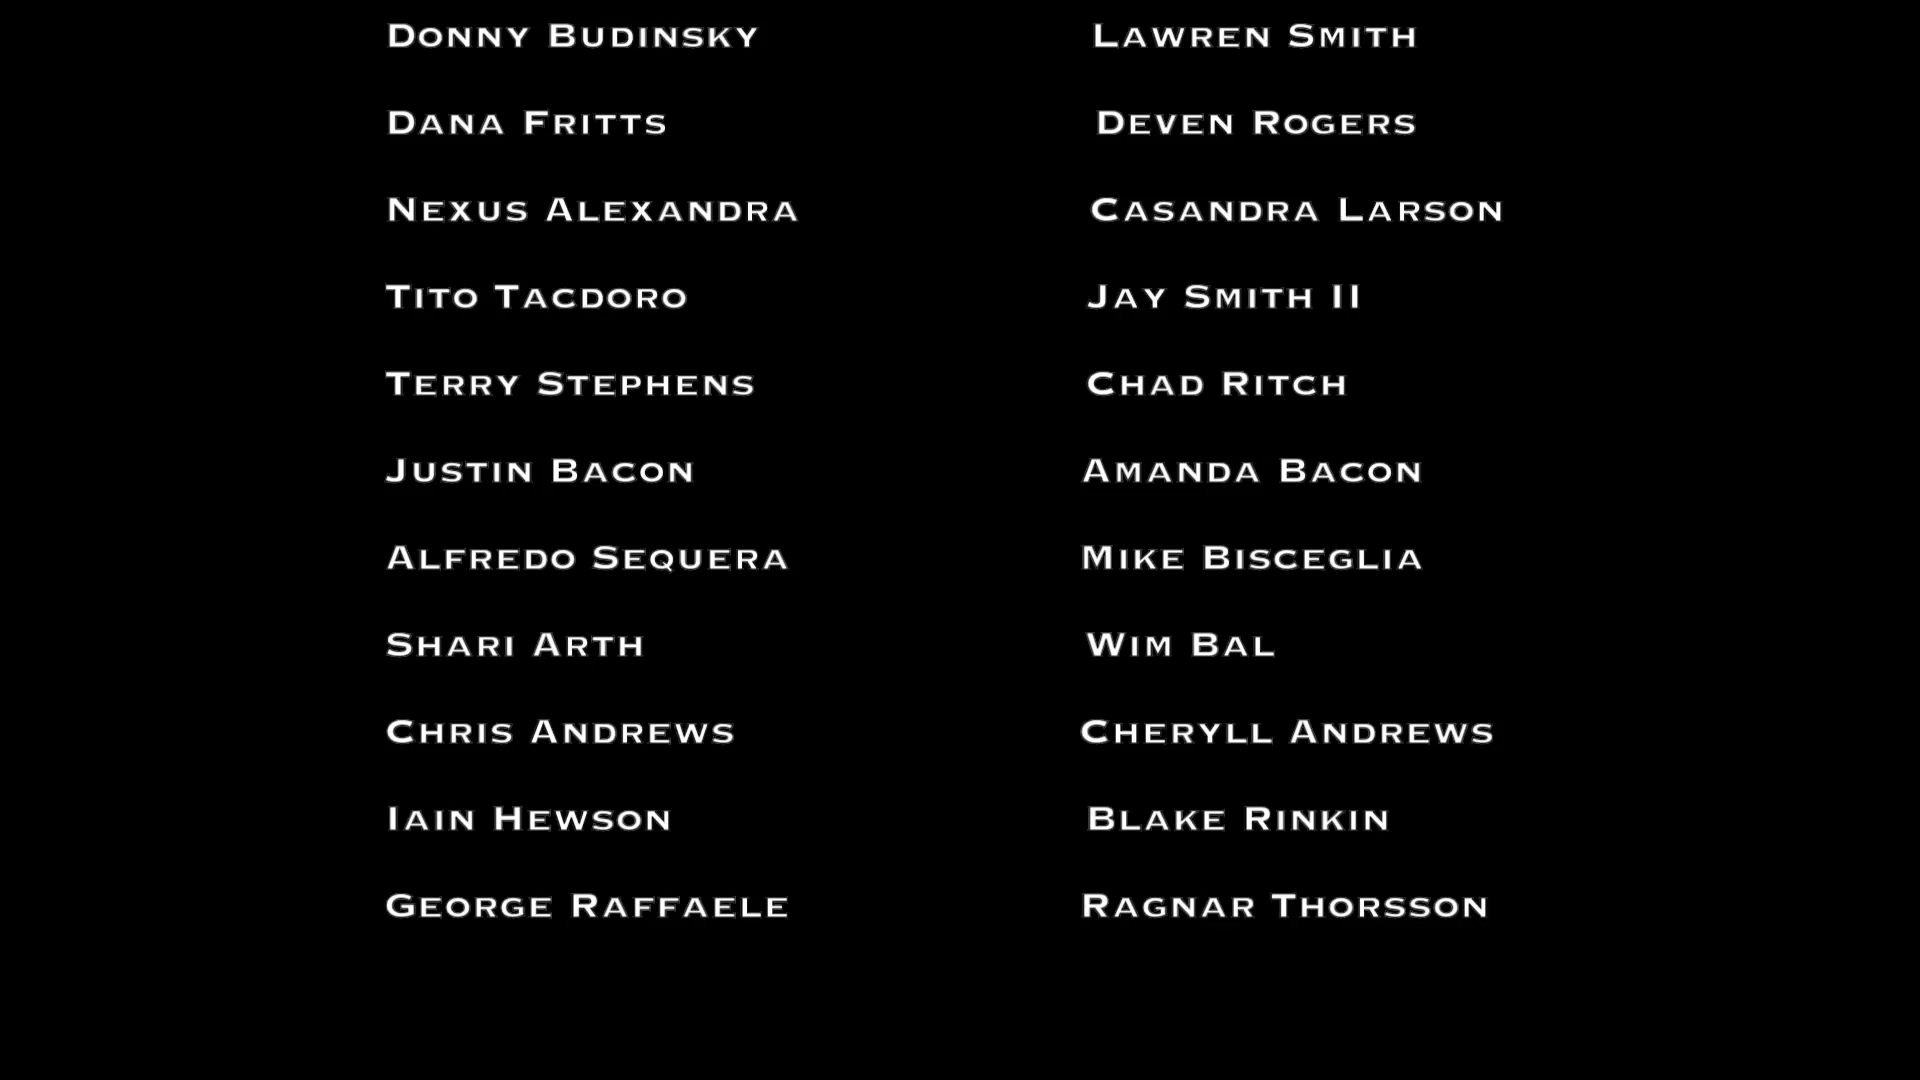 Donny Budinsky Lawren Smith
Dana Fritts Deven Rogers
Nexus Alexandra Casandra Larson
Tito Tacdoro Jay Smith II
Terry Stephens Chad Ritch
Justin Bacon Amanda Bacon
Alfredo Sequera Mike Bisceglia
Shari Arth Wim Bal
Chris Andrews Cheryll Andrews
Iain Hewson Blake Rinkin
George Raffaele Ragnar Thorsson